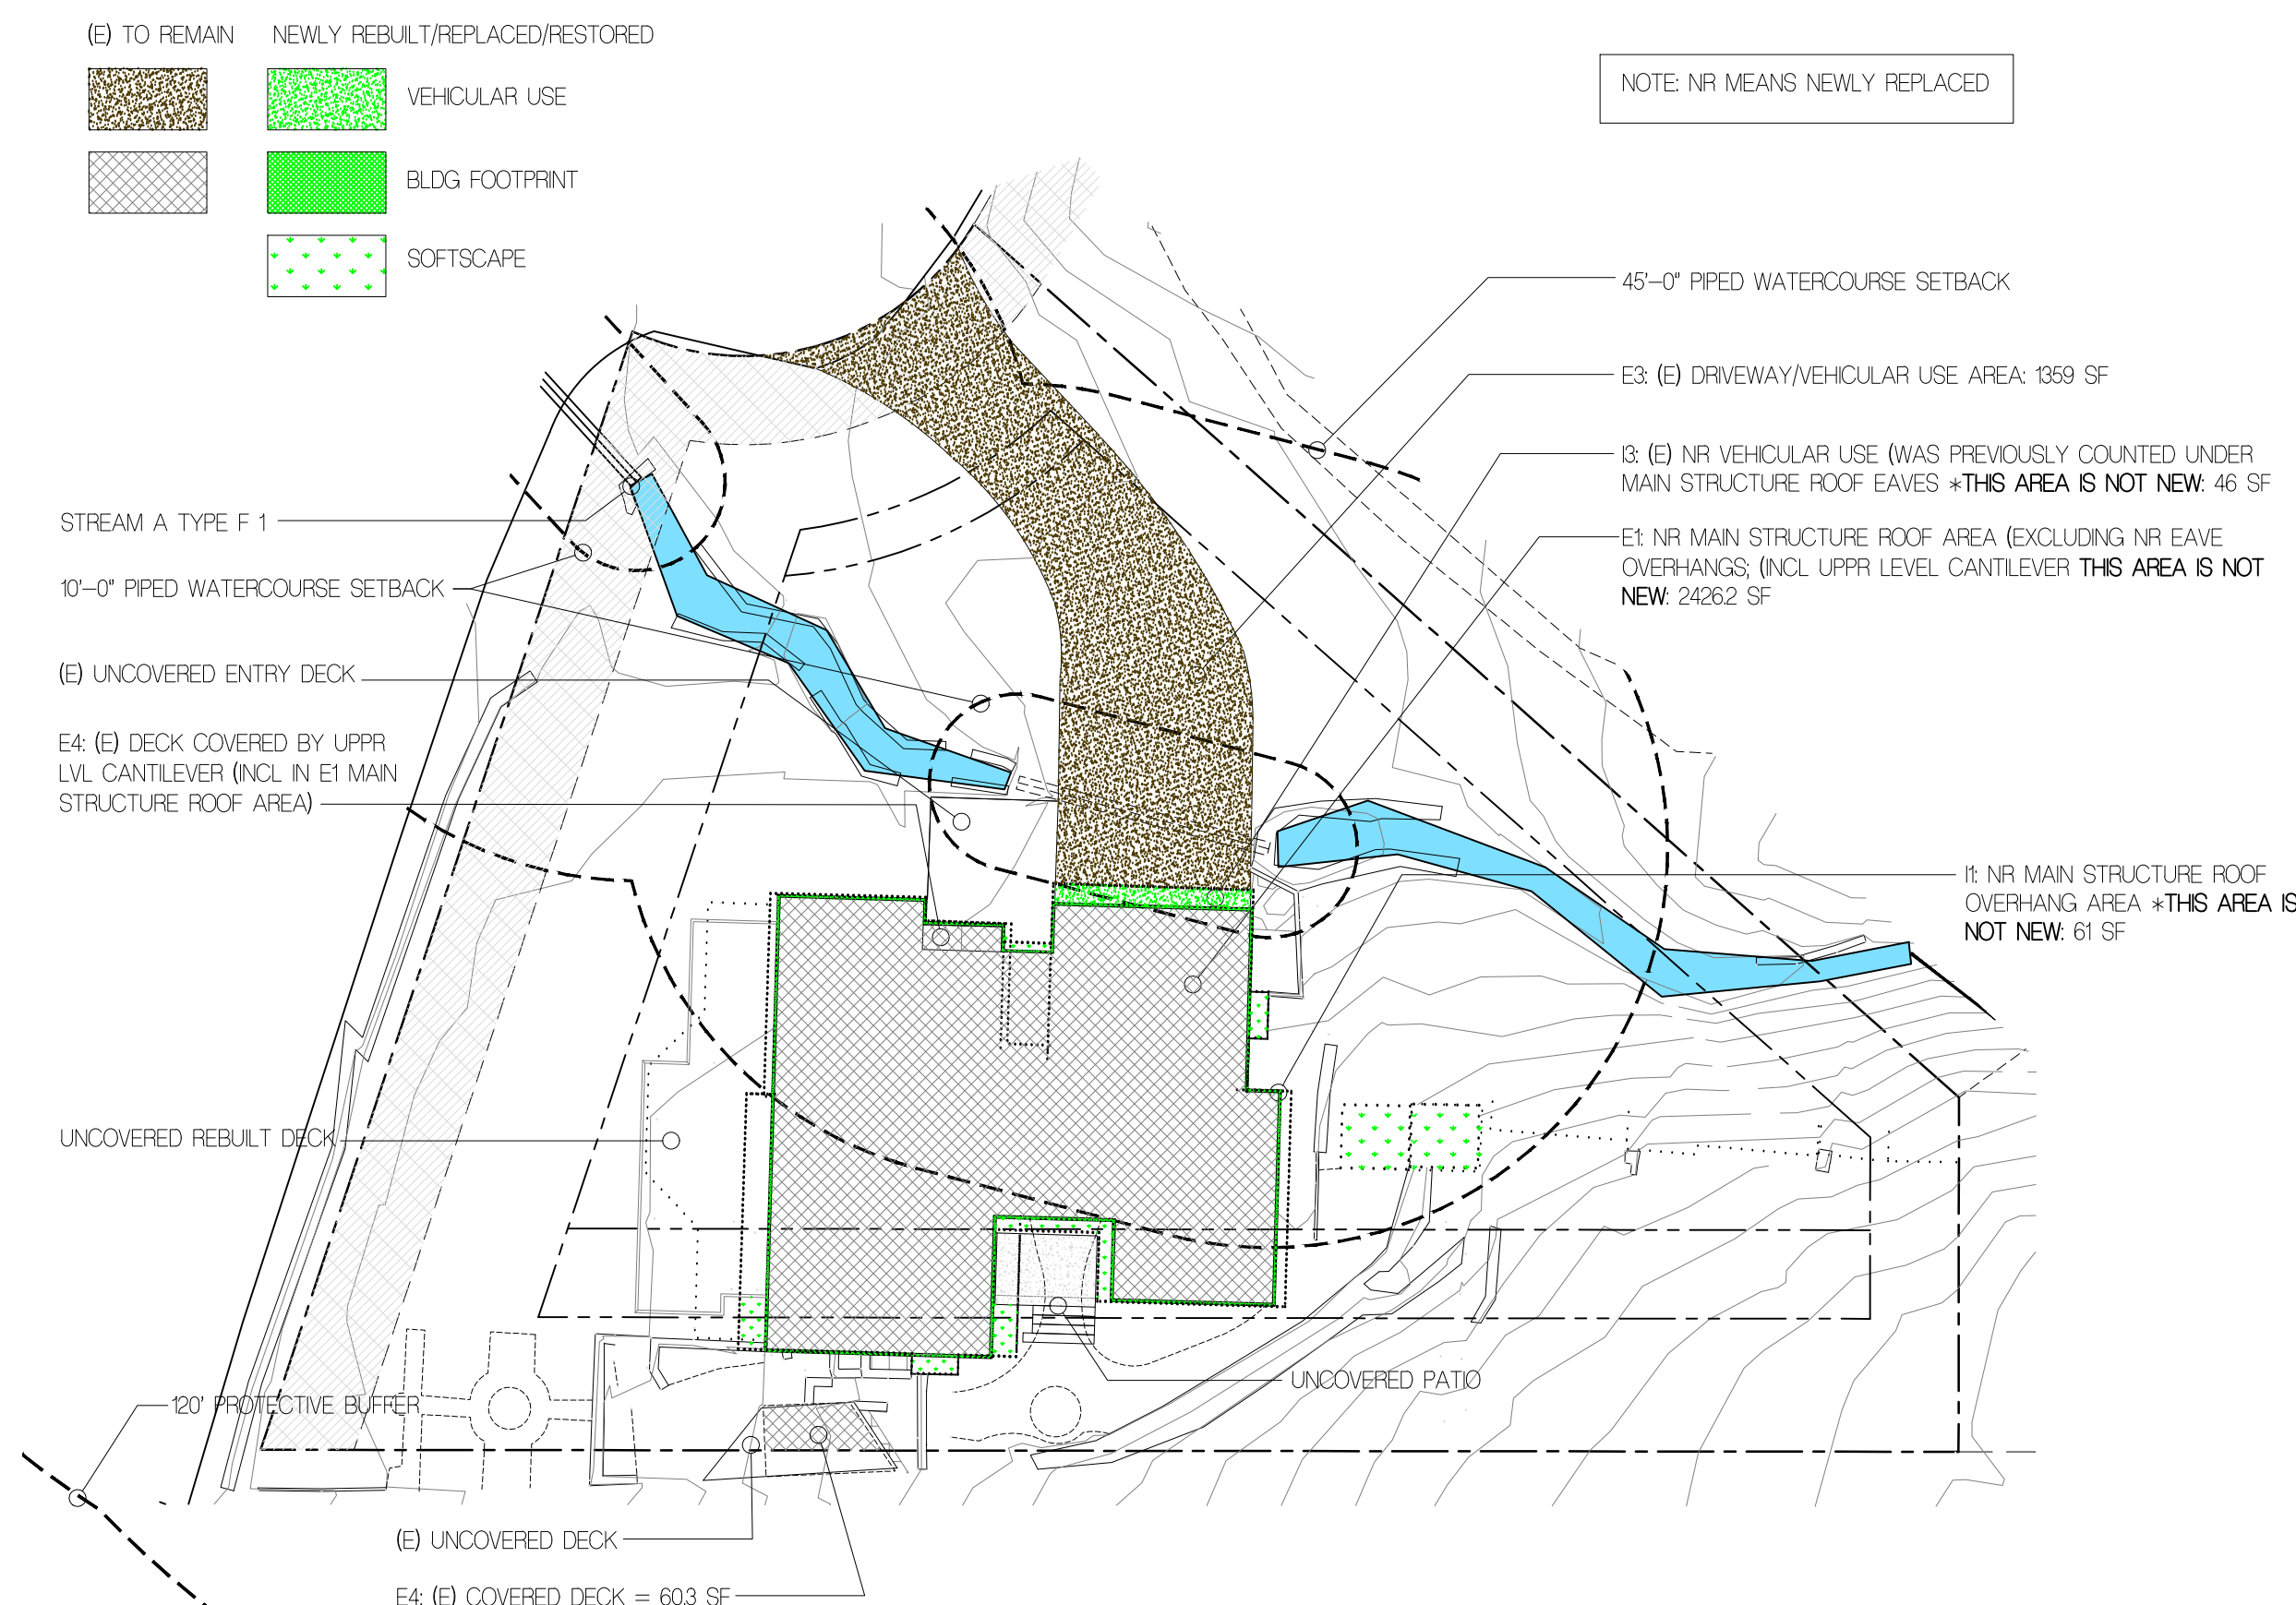 (E) TO REMAIN
NEWLY REBUILT/REPLACED/RESTORED
VEHICULAR USE
BLDG FOOTPRINT
SOFTSCAPE
NOTE: NR MEANS NEWLY REPLACED
45'-0" PIPED WATERCOURSE SETBACK
E3: (E) DRIVEWAY/VEHICULAR USE AREA: 1359 SF
I3: (E) NR VEHICULAR USE (WAS PREVIOUSLY COUNTED UNDER
MAIN STRUCTURE ROOF EAVES *THIS AREA IS NOT NEW: 46 SF
E1: NR MAIN STRUCTURE ROOF AREA (EXCLUDING NR EAVE
OVERHANGS; (INCL UPPR LEVEL CANTILEVER THIS AREA IS NOT
NEW: 2426.2 SF
STREAM A TYPE F 1
10'-0" PIPED WATERCOURSE SETBACK
(E) UNCOVERED ENTRY DECK
E4: (E) DECK COVERED BY UPPR
LVL CANTILEVER (INCL IN E1 MAIN
STRUCTURE ROOF AREA)
I1: NR MAIN STRUCTURE ROOF
OVERHANG AREA *THIS AREA IS
NOT NEW: 61 SF
UNCOVERED REBUILT DECK
UNCOVERED PATIO
120' PROTECTIVE BUFFER
(E) UNCOVERED DECK
E4: (E) COVERED DECK = 60.3 SF